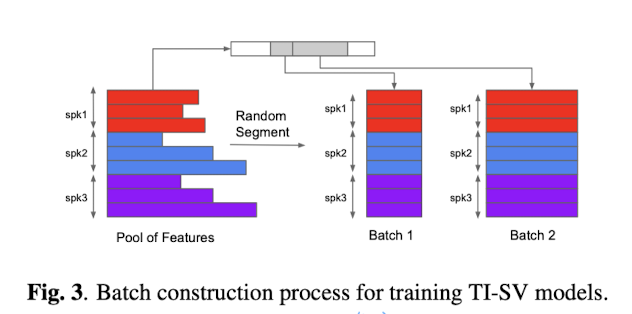 spk1
spk2
spk3
Pool of Features
Random
Segment
spk1
spk2
spk3
Batch 1
spk1
spk2
spk3
Batch 2
Fig. 3. Batch construction process for training TI-SV models.